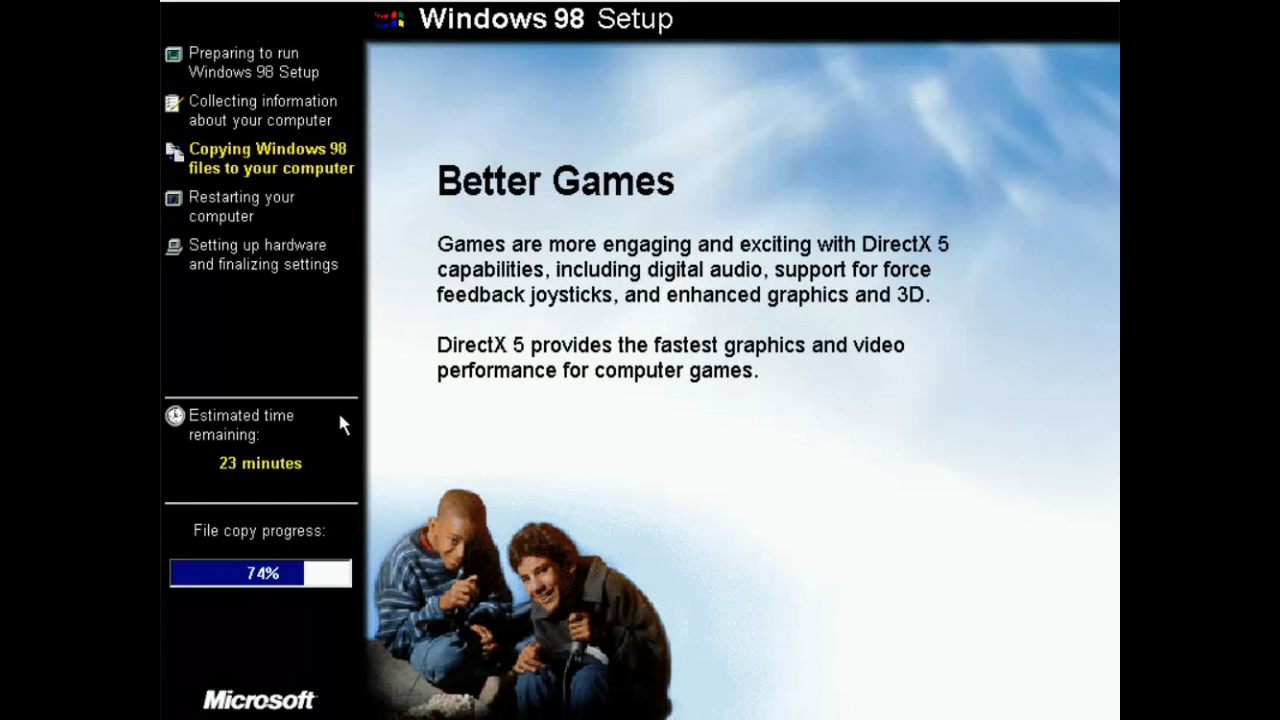 Windows 98 Setup
Preparing to run
Windows 98 Setup
Collecting information
about your computer
Copying Windows 98
files to your computer
Restarting your
computer
Setting up hardware
and finalizing settings
Estimated time
remaining:
23 minutes
File copy progress:
74%
Microsoft
Better Games
Games are more engaging and exciting with DirectX 5
capabilities, including digital audio, support for force
feedback joysticks, and enhanced graphics and 3D.
DirectX 5 provides the fastest graphics and video
performance for computer games.